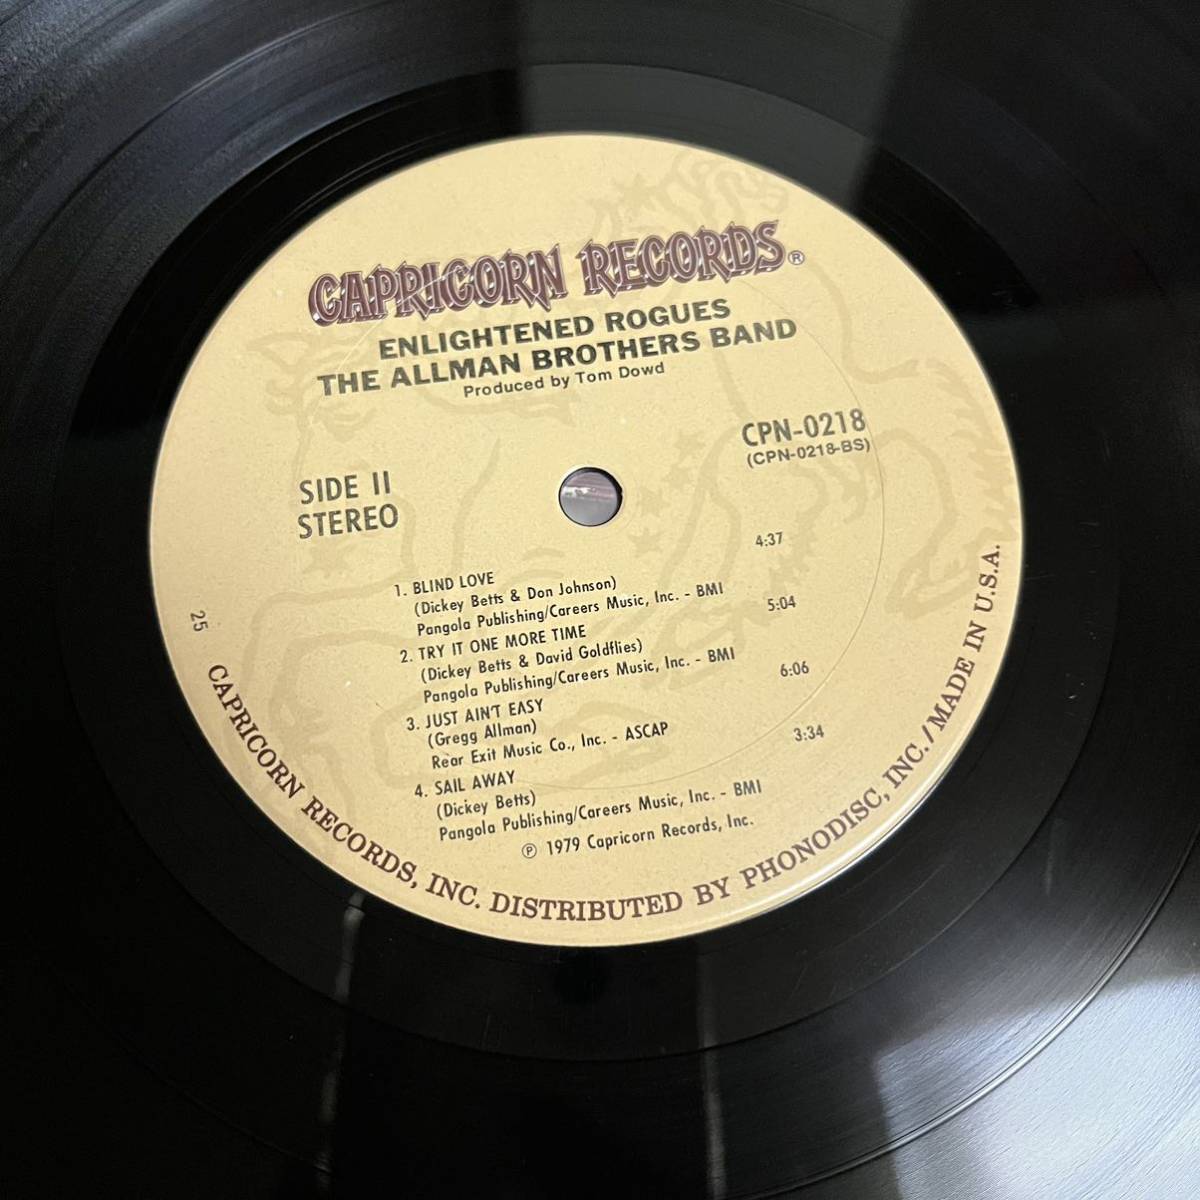 CAPRICORN RECORDS®
ENLIGHTENED ROGUES
THE ALLMAN BROTHERS BAND
Produced by Tom Dowd
CPN-0218
(CPN-0218-BS)
SIDE II
STEREO
1. BLIND LOVE 4:37
(Dickey Betts & Don Johnson)
Pangola Publishing/Careers Music, Inc. - BMI
2. TRY IT ONE MORE TIME 5:04
(Dickey Betts & David Goldflies)
Pangola Publishing/Careers Music, Inc. - BMI
3. JUST AIN'T EASY 6:06
(Gregg Allman)
Rear Exit Music Co., Inc. - ASCAP
4. SAIL AWAY 3:34
(Dickey Betts)
Pangola Publishing/Careers Music, Inc. - BMI
℗ 1979 Capricorn Records, Inc.
25
CAPRICORN RECORDS, INC. DISTRIBUTED BY PHONODISC, INC./MADE IN U.S.A.